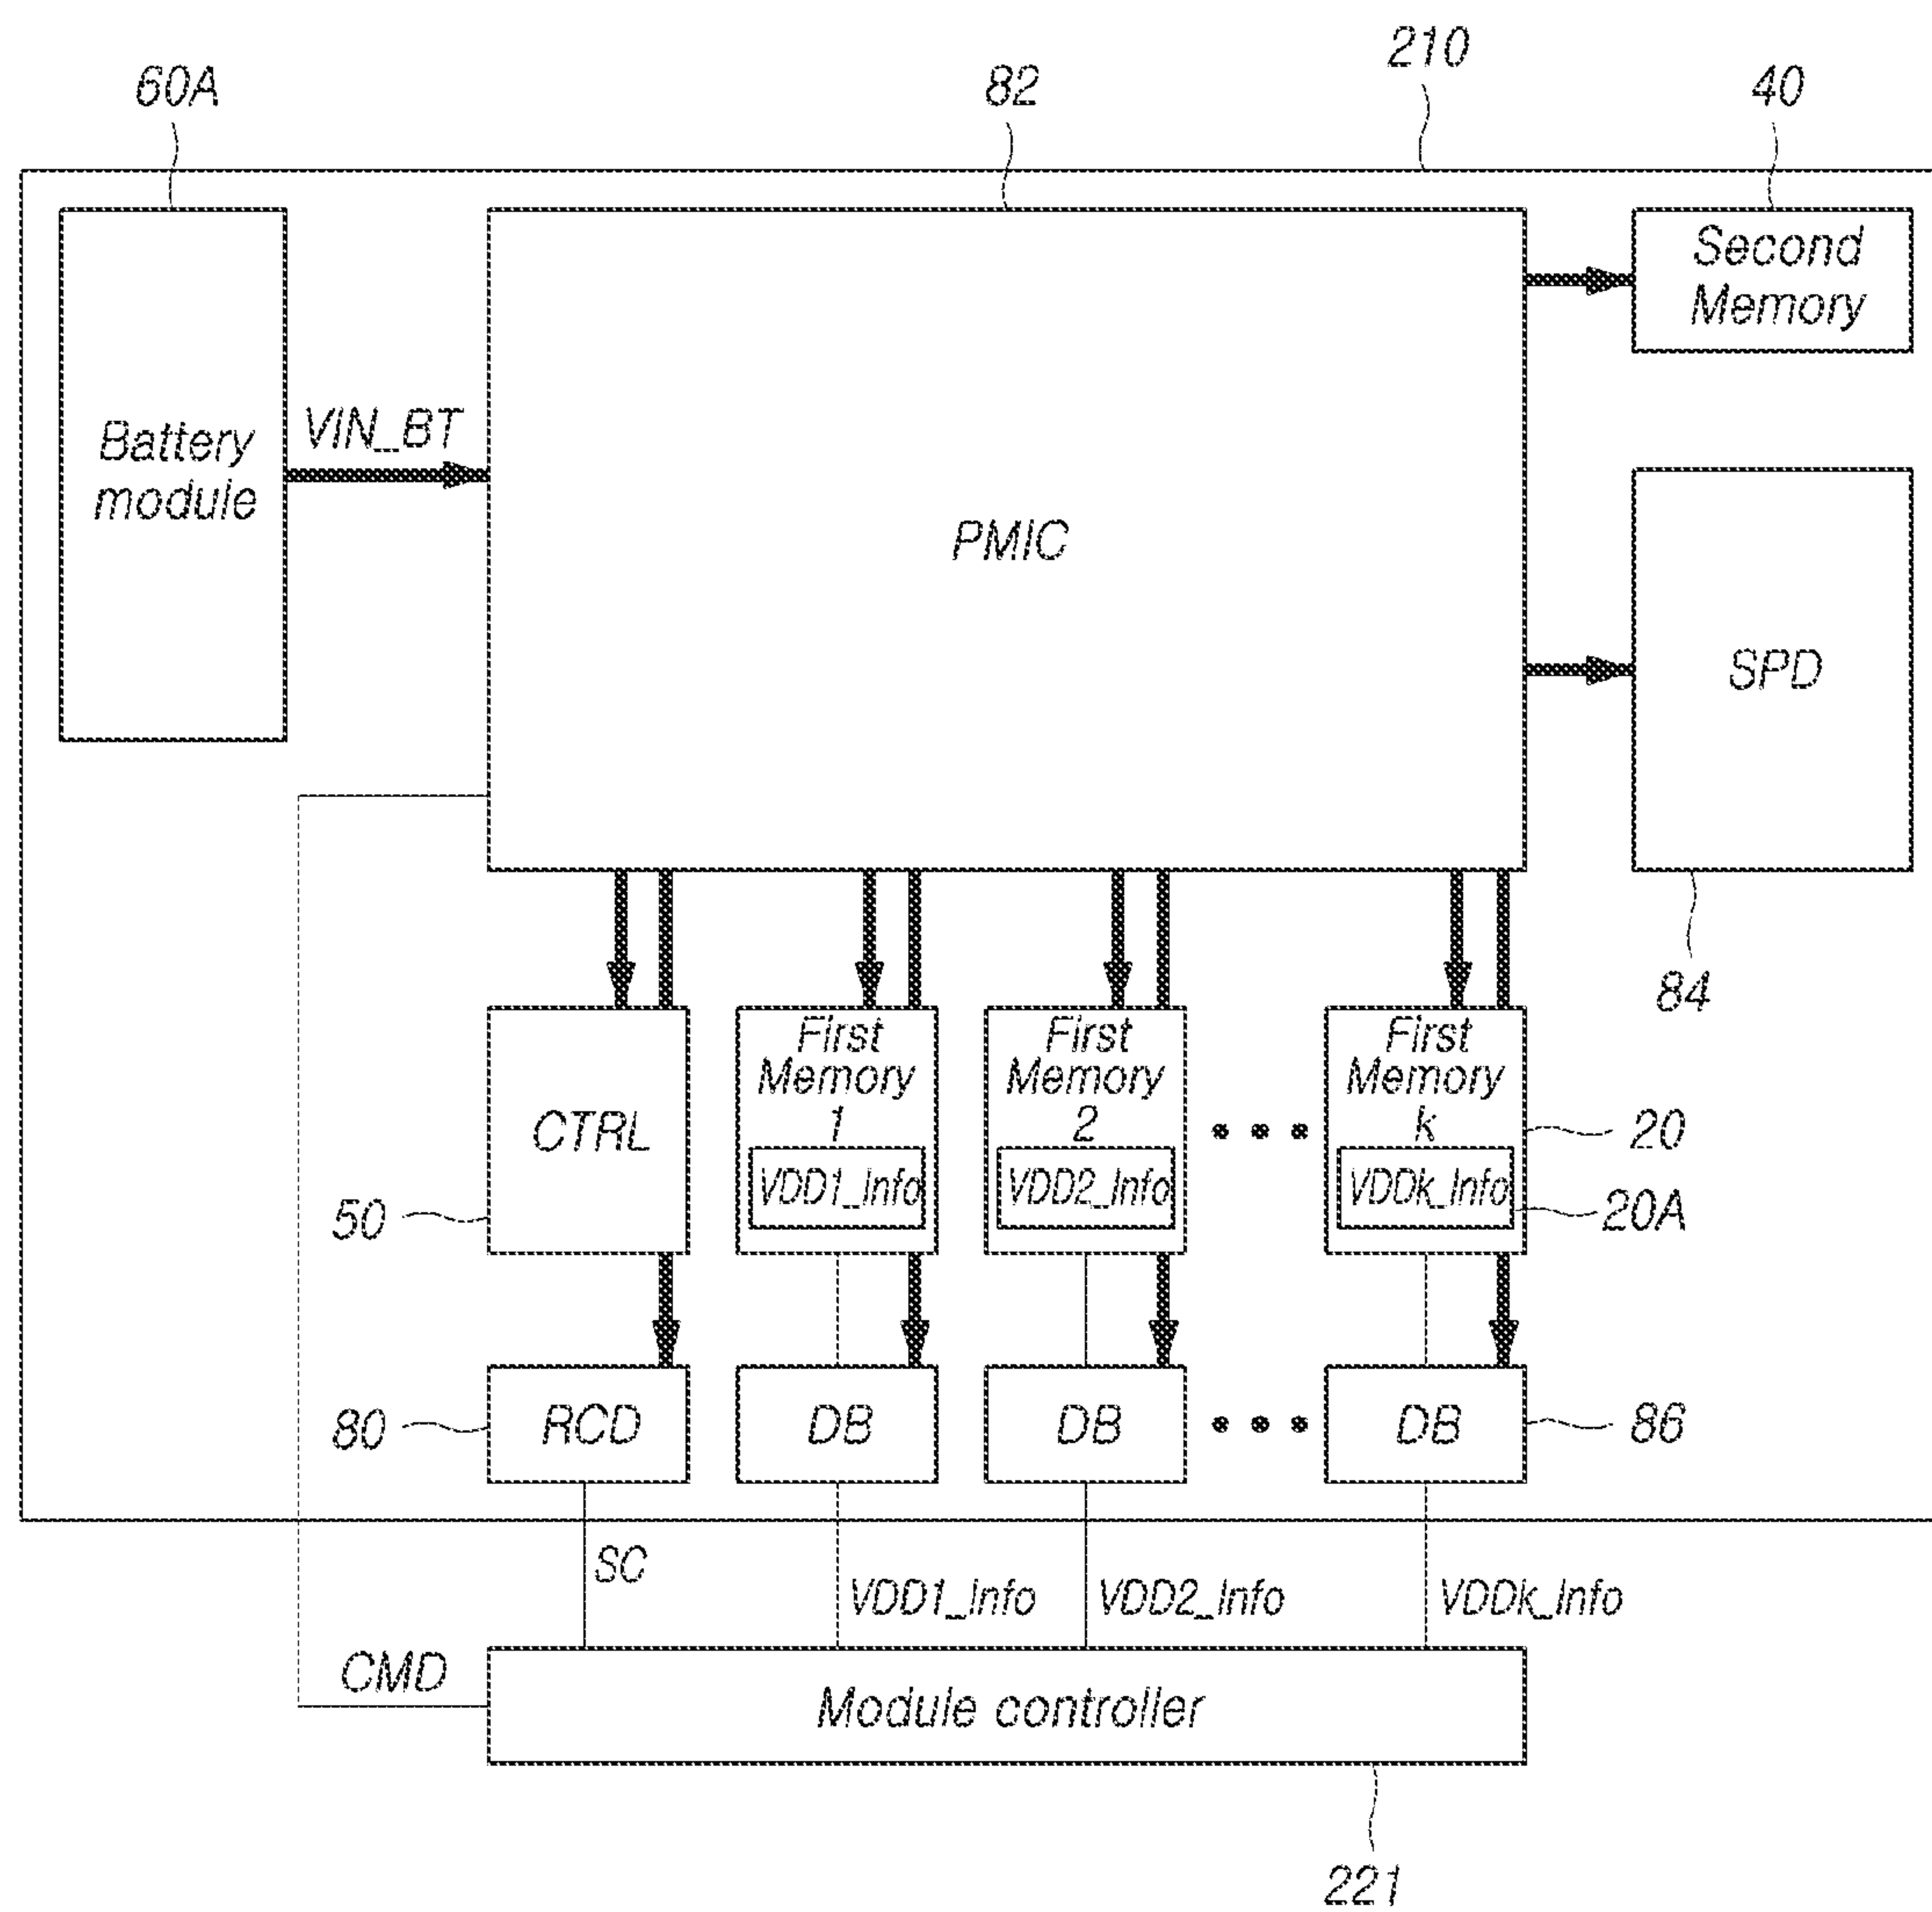 210
60A
82
40
Second
Memory
Battery
module
VIN_BT
PMIC
SPD
84
First
Memory
1
First
Memory
2
First
Memory
k
CTRL
20
VDD1_Info
VDD2_Info
VDDk_Info
20A
50
80
RCD
DB
DB
DB
86
SC
VDD1_Info
VDD2_Info
VDDk_Info
CMD
Module controller
221